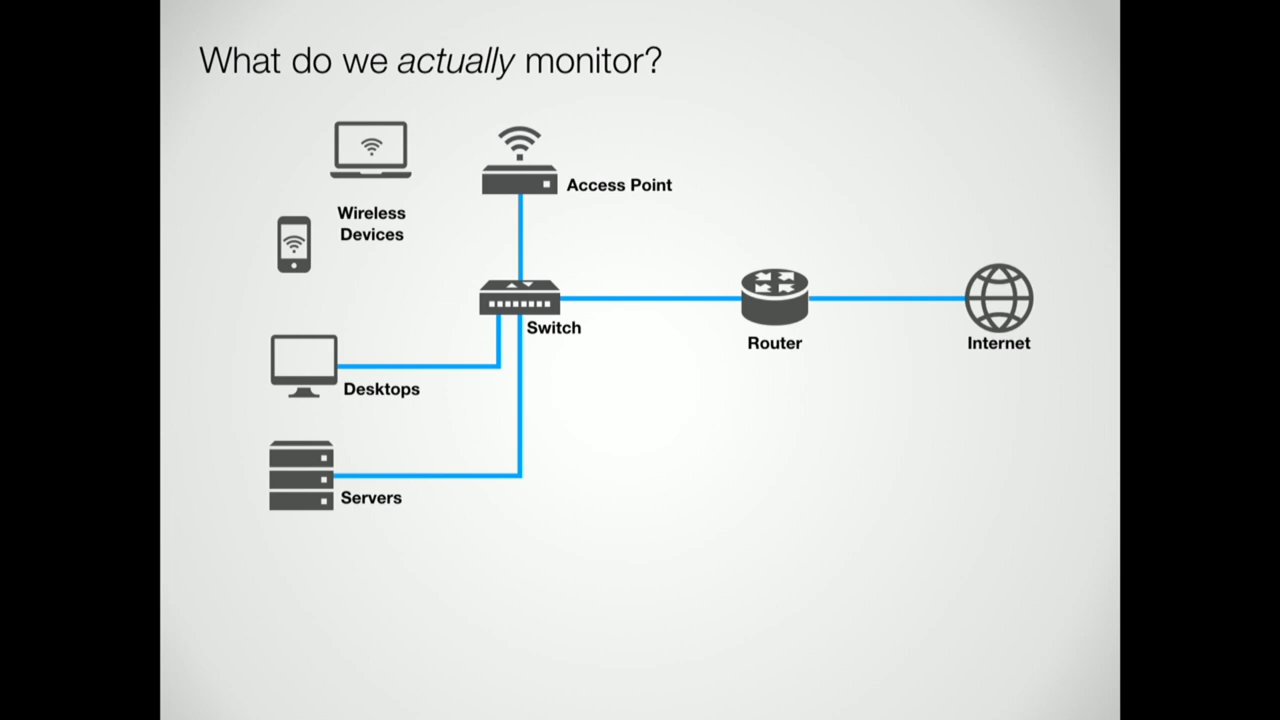 What do we actually monitor?
Access Point
Wireless
Devices
Switch
Router
Internet
Desktops
Servers